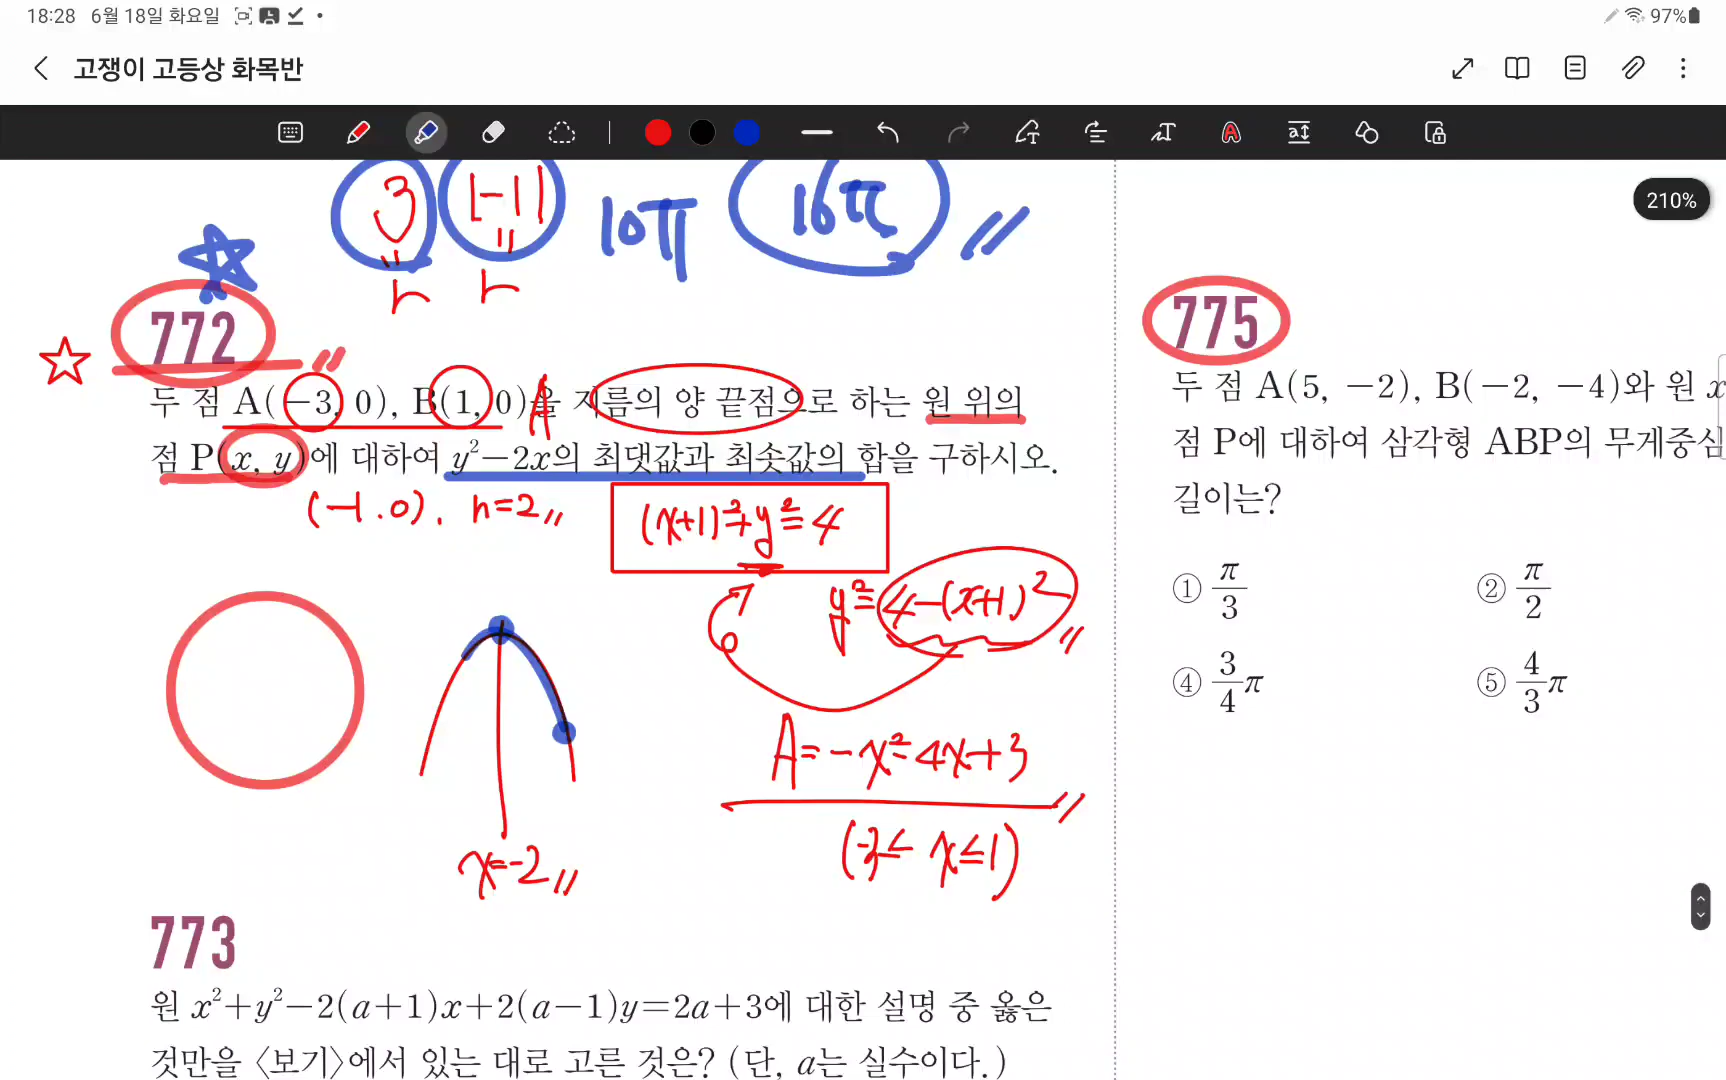 18:28 6월 18일 화요일
97%
고쟁이 고등상 화목반
210%
3 |-1| 10π 16π
r r
772
두 점 A(-3, 0), B(1, 0)을 지름의 양 끝점으로 하는 원 위의
점 P(x, y)에 대하여 y²-2x의 최댓값과 최솟값의 합을 구하시오.
A
(-1.0). r=2
(x+1)²+y²=4
y²=4-(x+1)²
A=-x²-4x+3
(-3≤x≤1)
x=-2
773
원 x²+y²-2(a+1)x+2(a-1)y=2a+3에 대한 설명 중 옳은
것만을 〈보기〉에서 있는 대로 고른 것은? (단, a는 실수이다.)
775
두 점 A(5, -2), B(-2, -4)와 원 x
점 P에 대하여 삼각형 ABP의 무게중심
길이는?
① π/3 ② π/2
④ 3/4 π ⑤ 4/3 π